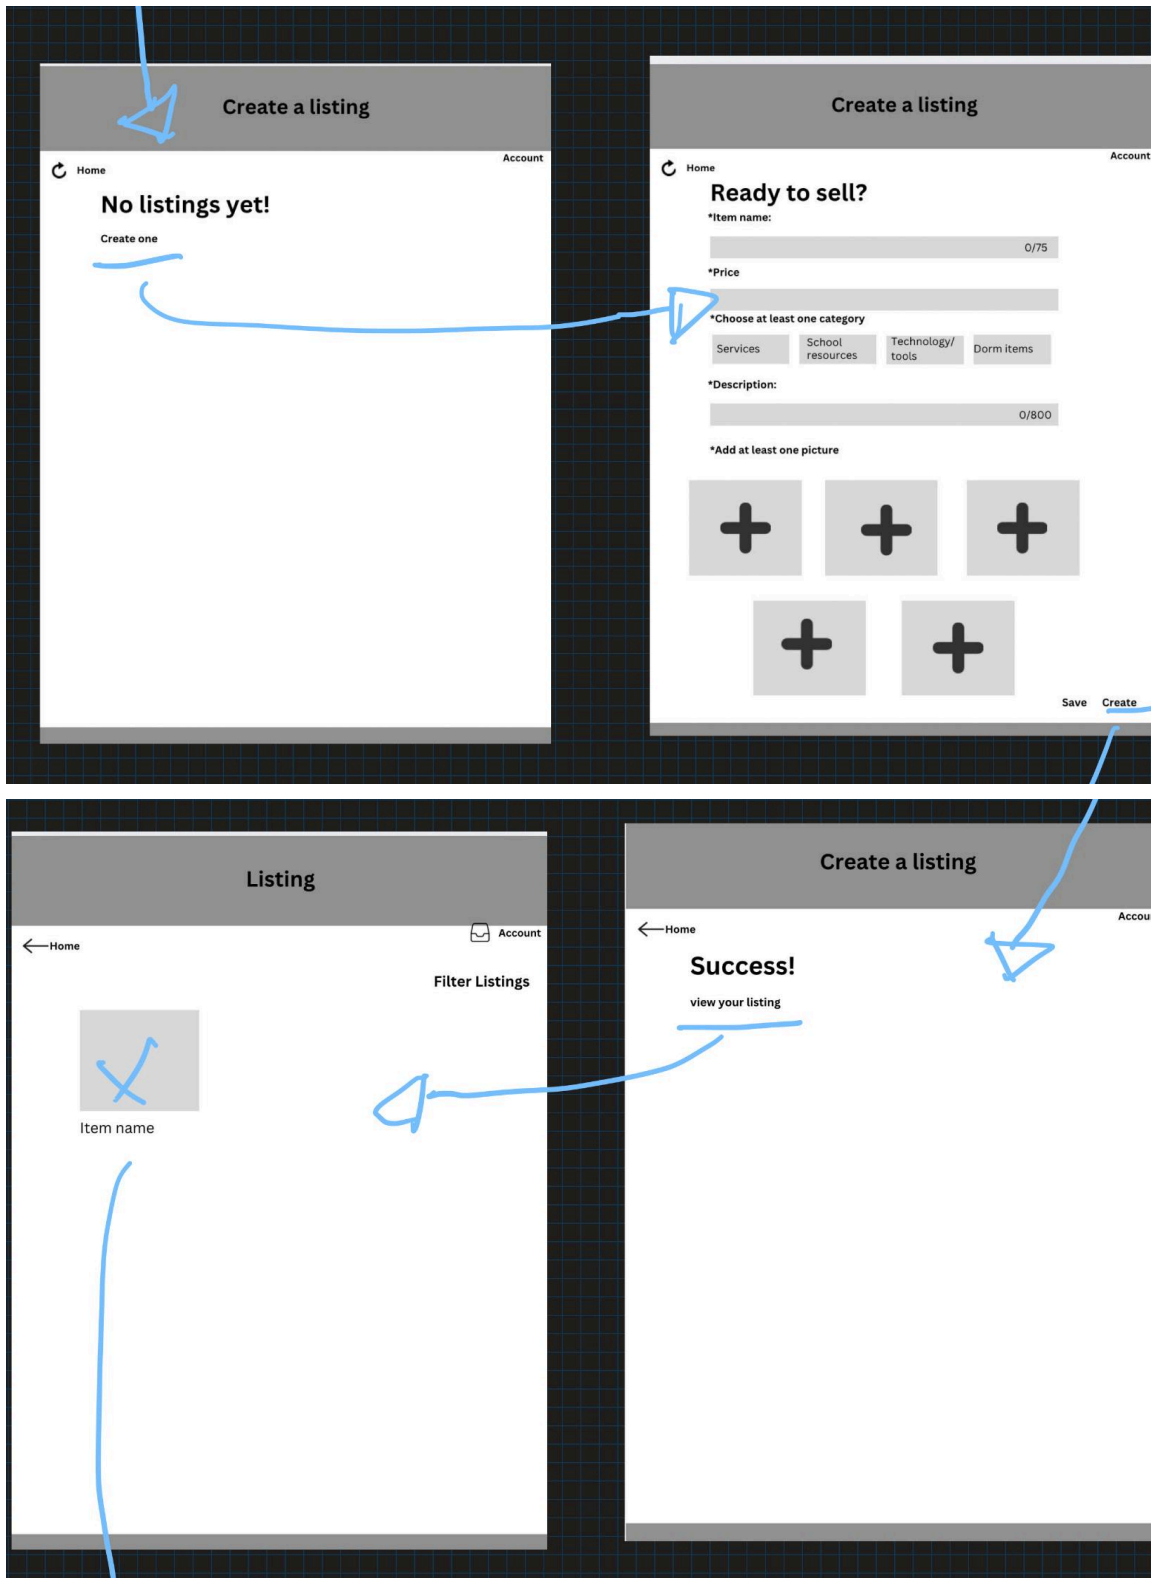 Create a listing
Account
Home
No listings yet!
Create one
Create a listing
Account
Home
Ready to sell?
*Item name:
0/75
*Price
*Choose at least one category
Services
School
resources
Technology/
tools
Dorm items
*Description:
0/800
*Add at least one picture
Save Create
Listing
Account
Home
Filter Listings
Item name
Create a listing
Accou
Home
Success!
view your listing